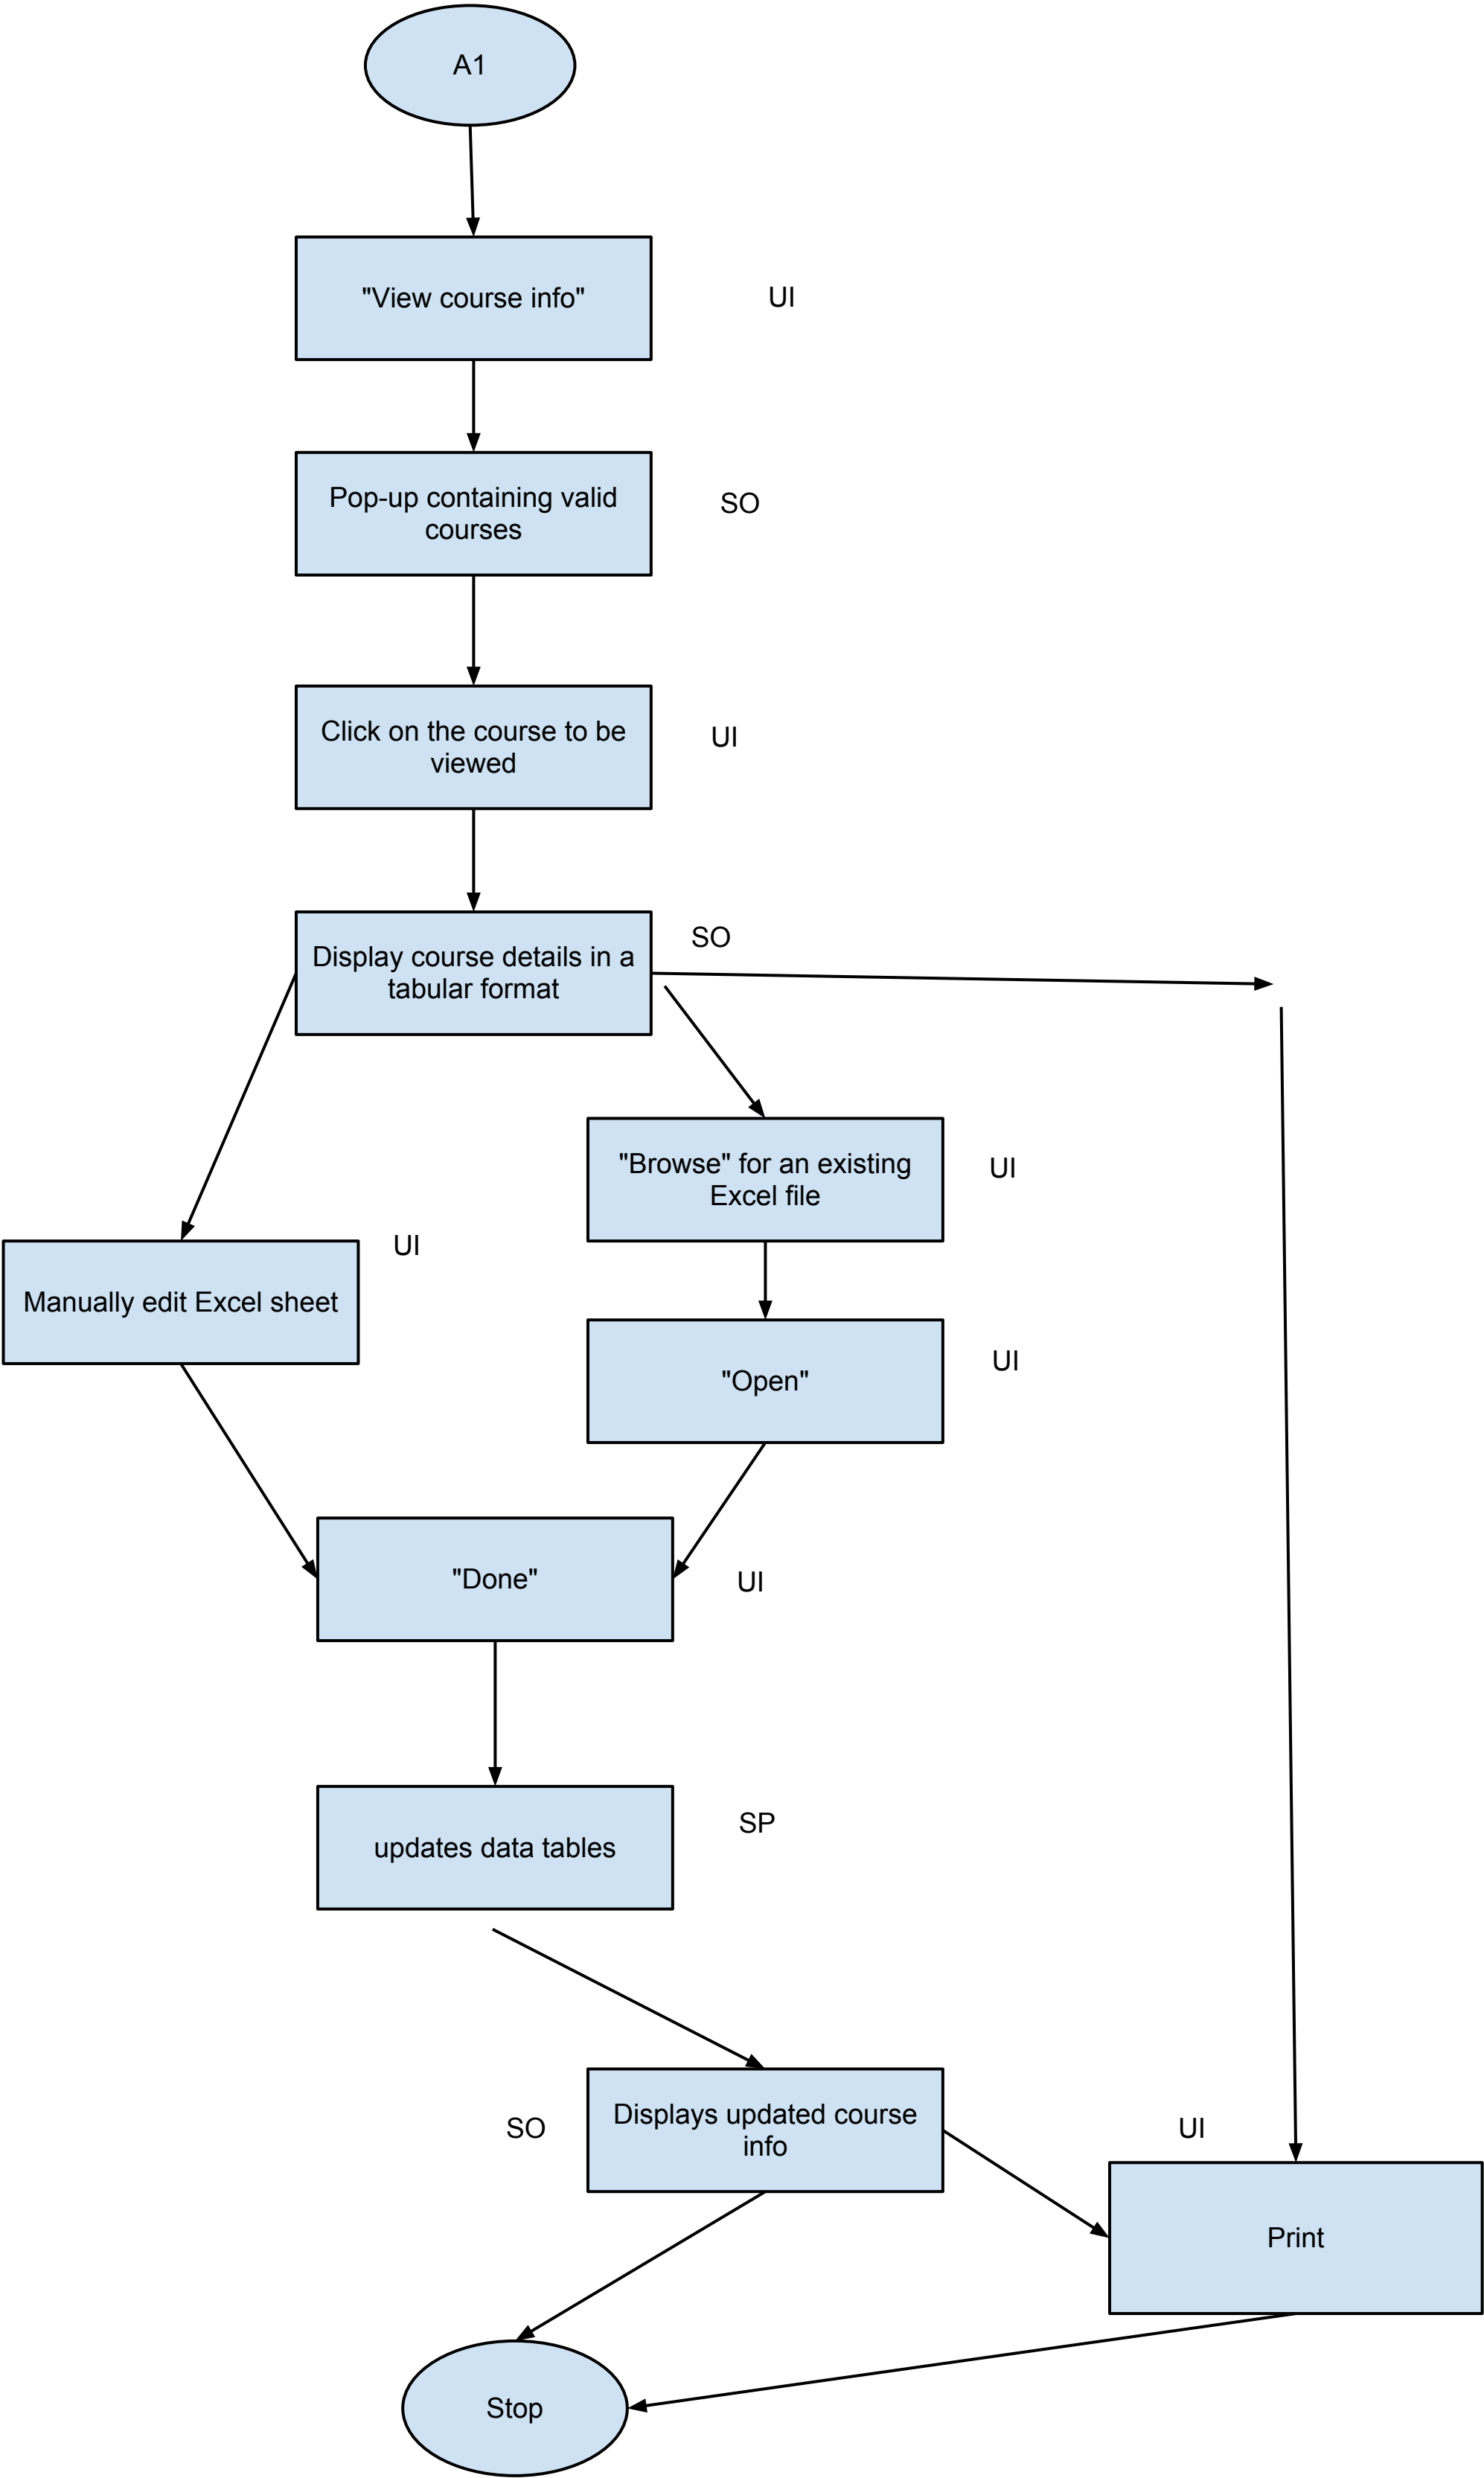 A1
"View course info"
UI
Pop-up containing valid
courses
SO
Click on the course to be
viewed
UI
Display course details in a
tabular format
SO
"Browse" for an existing
Excel file
UI
Manually edit Excel sheet
UI
"Open"
UI
"Done"
UI
updates data tables
SP
SO
Displays updated course
info
UI
Print
Stop